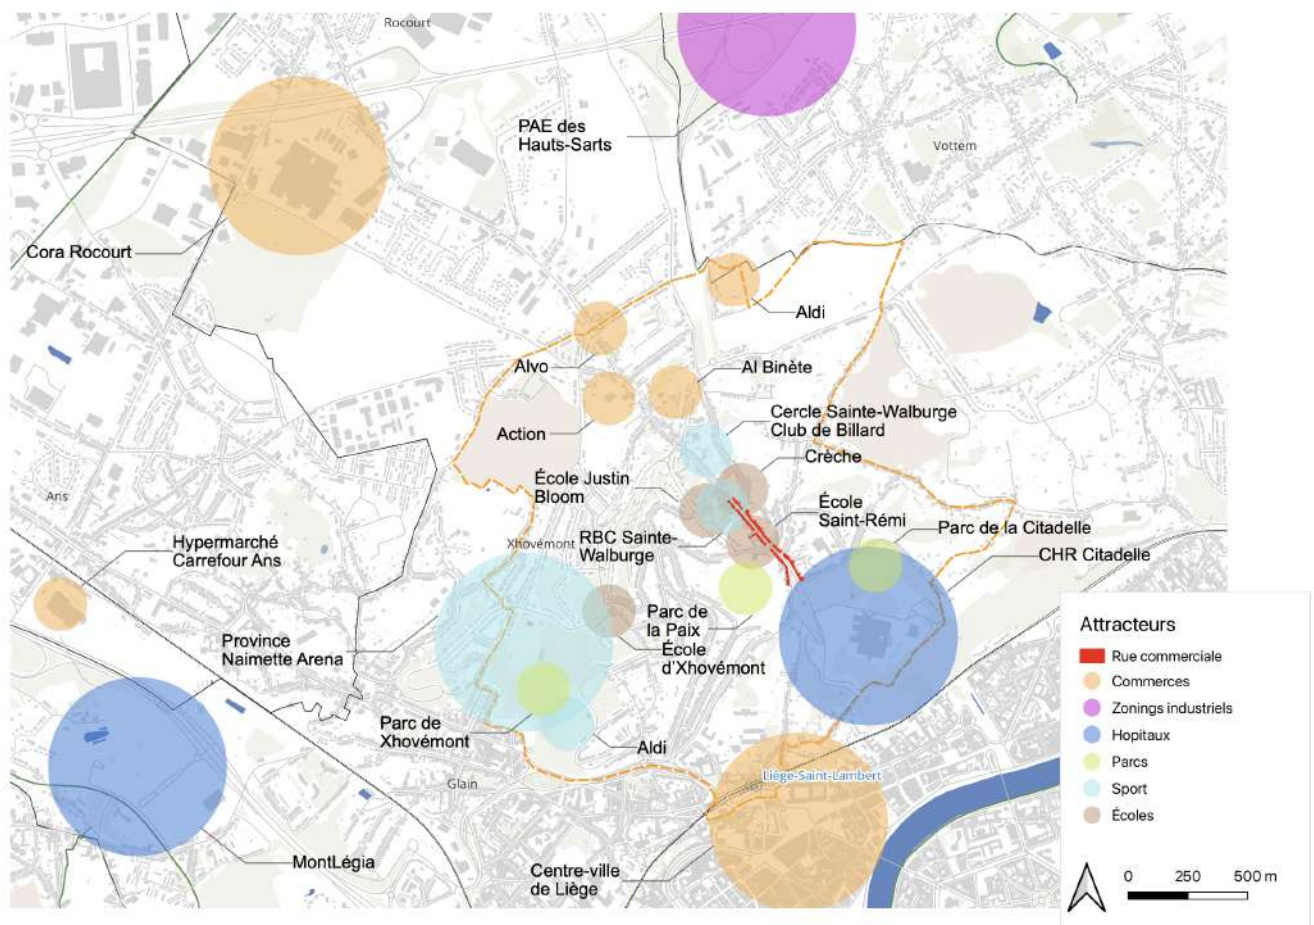 Rocourt
PAE des
Hauts-Sarts
Vottem
Cora Rocourt
Aldi
Alvo
Al Binète
Action
Cercle Sainte-Walburge
Club de Billard
Crèche
École Justin
Bloom
Ans
École
Saint-Rémi
Parc de la Citadelle
Xhovémont
RBC Sainte-
Walburge
CHR Citadelle
Hypermarché
Carrefour Ans
Parc de
la Paix
École
d'Xhovémont
Province
Naimette Arena
Parc de
Xhovémont
Aldi
Glain
Liège-Saint-Lambert
MontLégia
Centre-ville
de Liège
Attracteurs
Rue commerciale
Commerces
Zonings industriels
Hopitaux
Parcs
Sport
Écoles
0 250 500 m